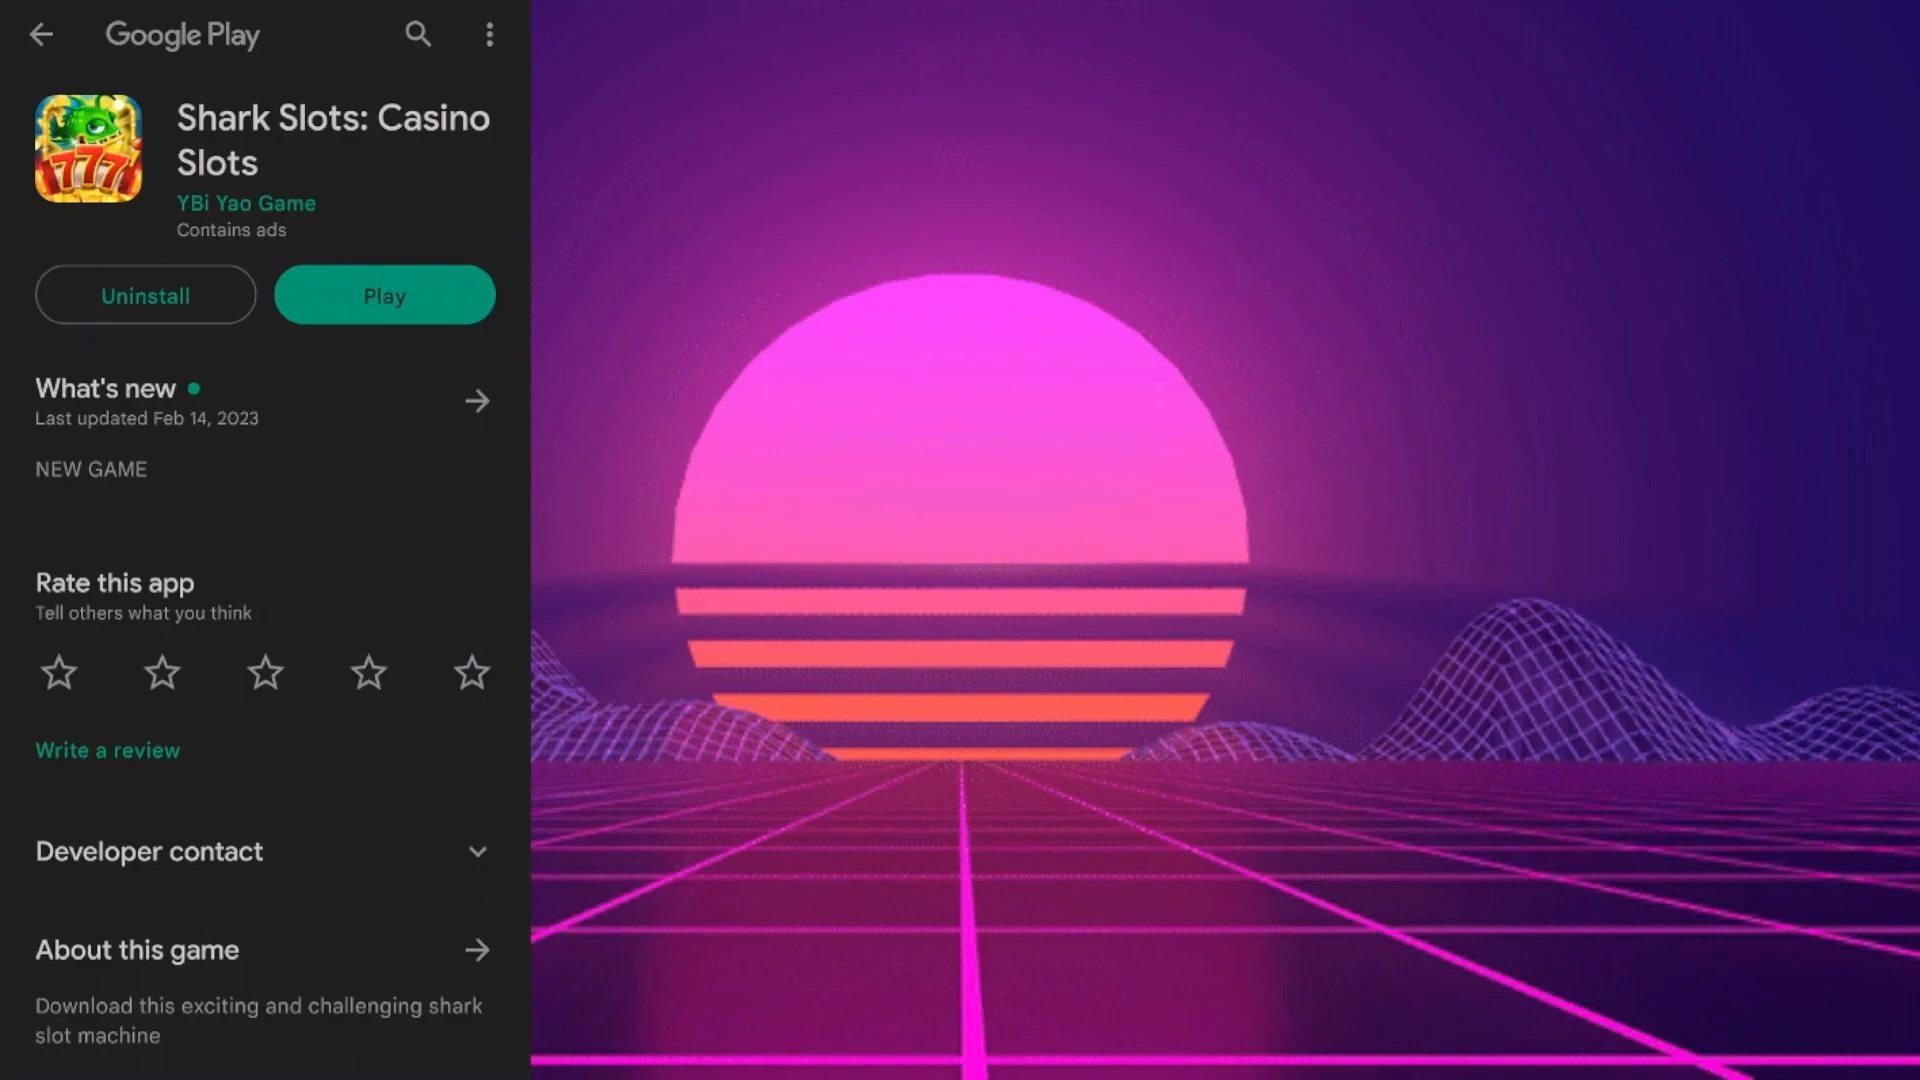 Google Play
Shark Slots: Casino
Slots
YBi Yao Game
Contains ads
Uninstall
Play
What's new
Last updated Feb 14, 2023
NEW GAME
Rate this app
Tell others what you think
Write a review
Developer contact
About this game
Download this exciting and challenging shark
slot machine
777